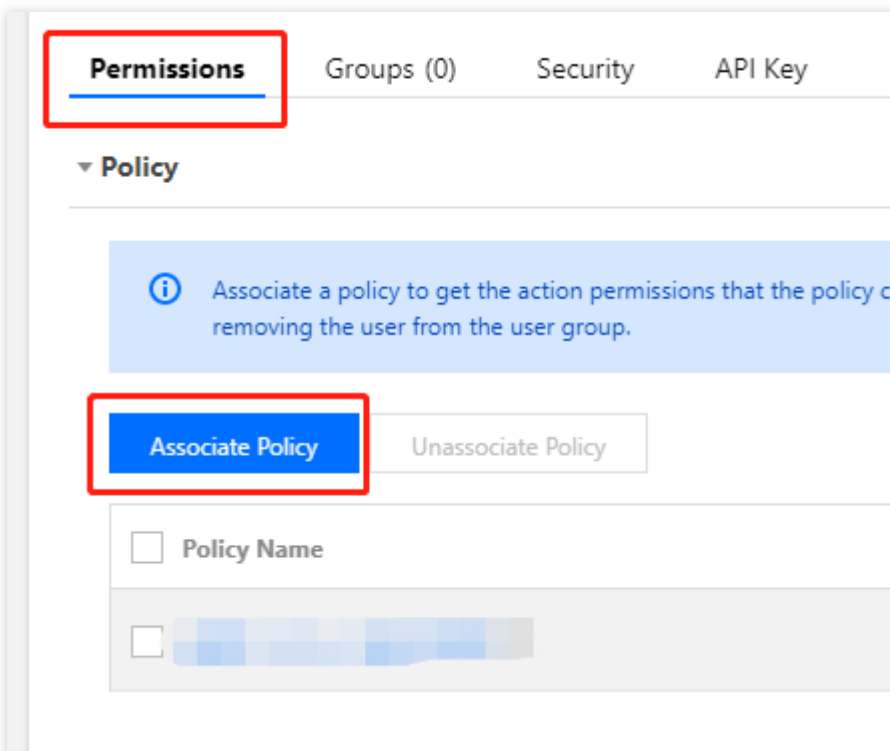 Permissions Groups (0) Security API Key
Policy
Associate a policy to get the action permissions that the policy
removing the user from the user group.
Associate Policy Unassociate Policy
Policy Name